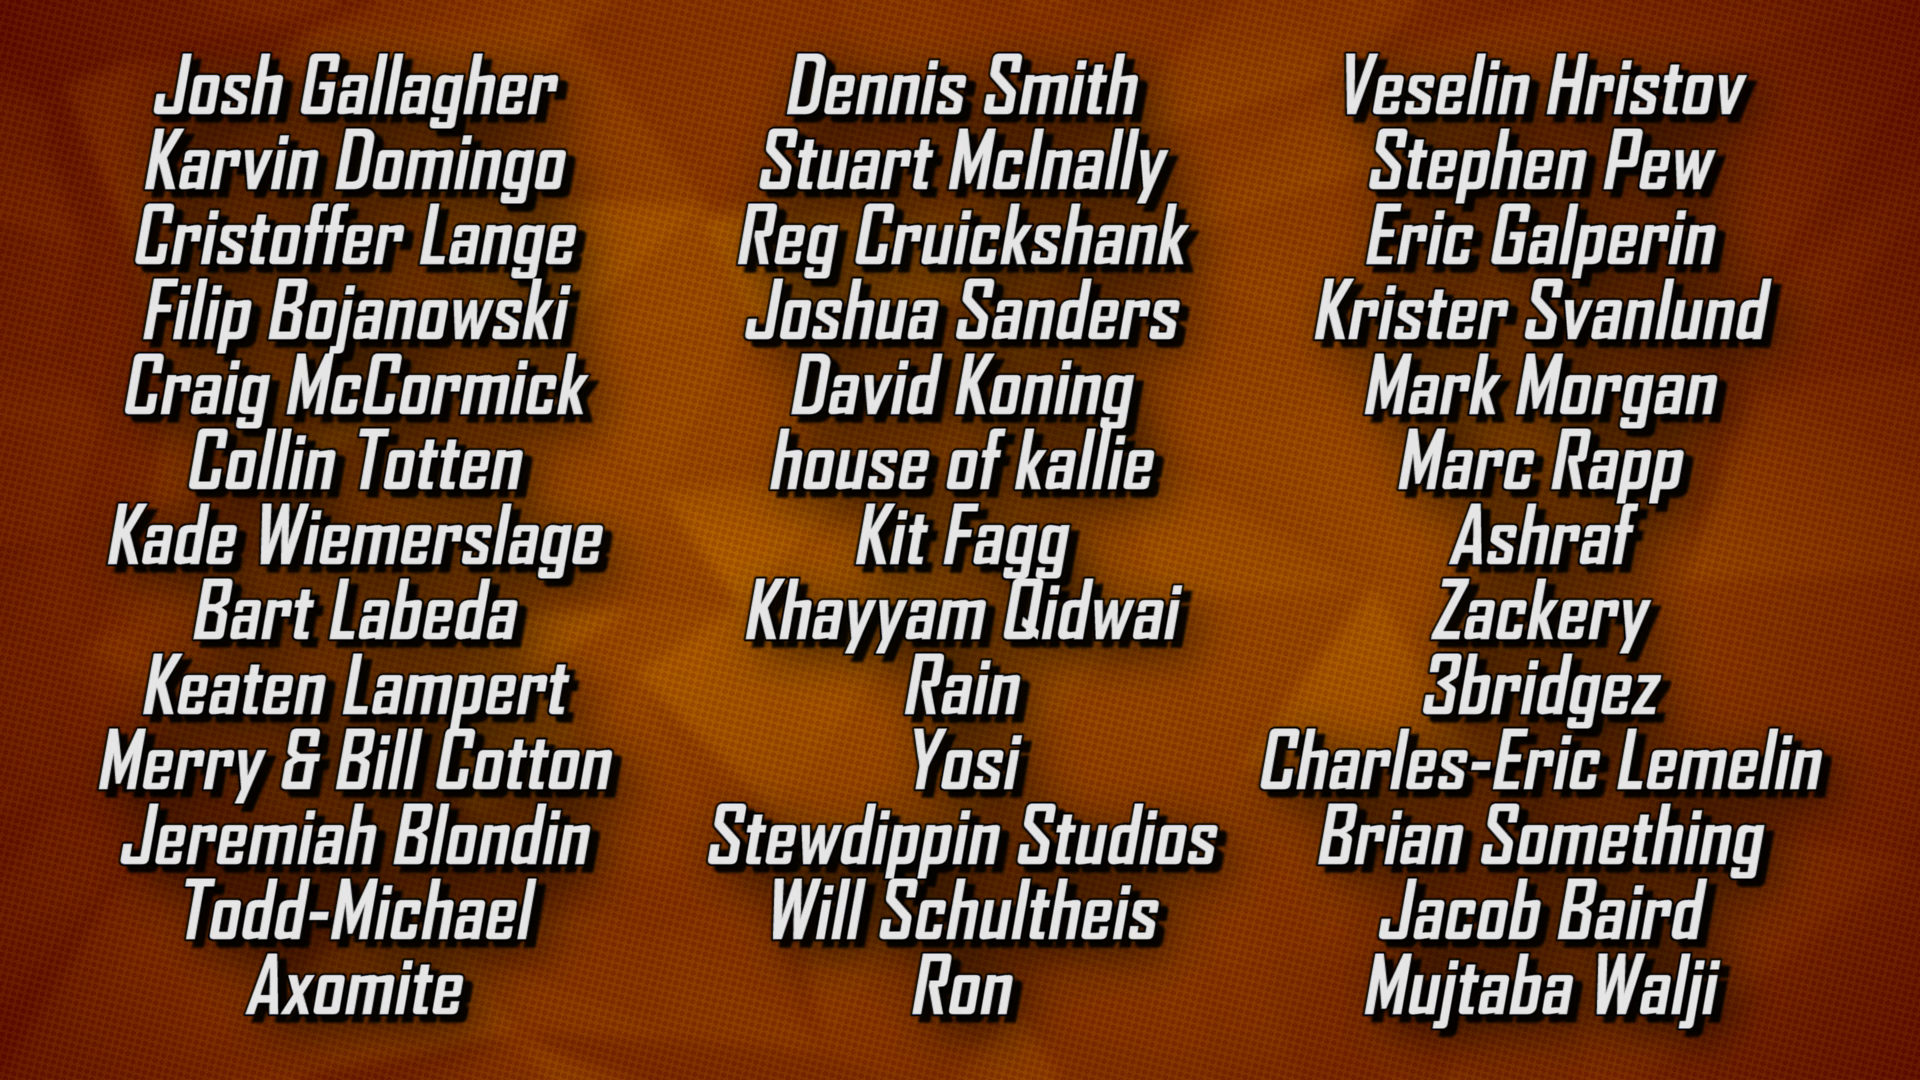 Josh Gallagher
Karvin Domingo
Cristoffer Lange
Filip Bojanowski
Craig McCormick
Collin Totten
Kade Wiemerslage
Bart Labeda
Keaten Lampert
Merry & Bill Cotton
Jeremiah Blondin
Todd-Michael
Axomite
Dennis Smith
Stuart McInally
Reg Cruickshank
Joshua Sanders
David Koning
house of kallie
Kit Fagg
Khayyam Qidwai
Rain
Yosi
Stewdippin Studios
Will Schultheis
Ron
Veselin Hristov
Stephen Pew
Eric Galperin
Krister Svanlund
Mark Morgan
Marc Rapp
Ashraf
Zackery
3bridgez
Charles-Eric Lemelin
Brian Something
Jacob Baird
Mujtaba Walji